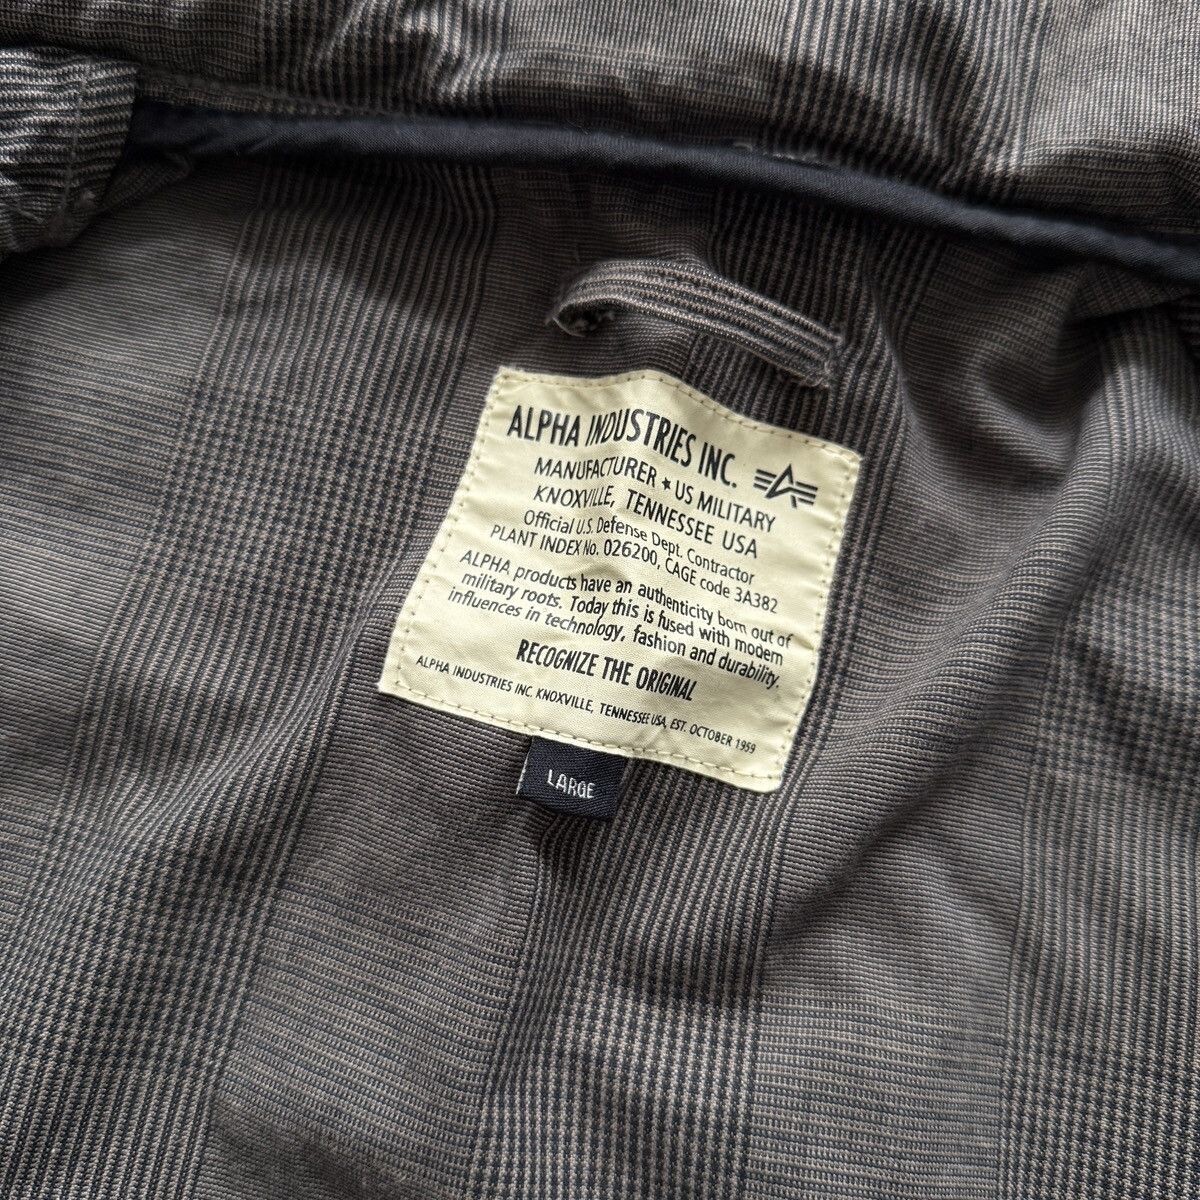 ALPHA INDUSTRIES INC.
MANUFACTURER ★ US MILITARY
KNOXVILLE, TENNESSEE USA
Official U.S. Defense Dept. Contractor
PLANT INDEX No. 026200, CAGE code 3A382
ALPHA products have an authenticity born out of
military roots. Today this is fused with modern
influences in technology, fashion and durability.
RECOGNIZE THE ORIGINAL
ALPHA INDUSTRIES INC. KNOXVILLE, TENNESSEE USA, EST. OCTOBER 1959
LARGE